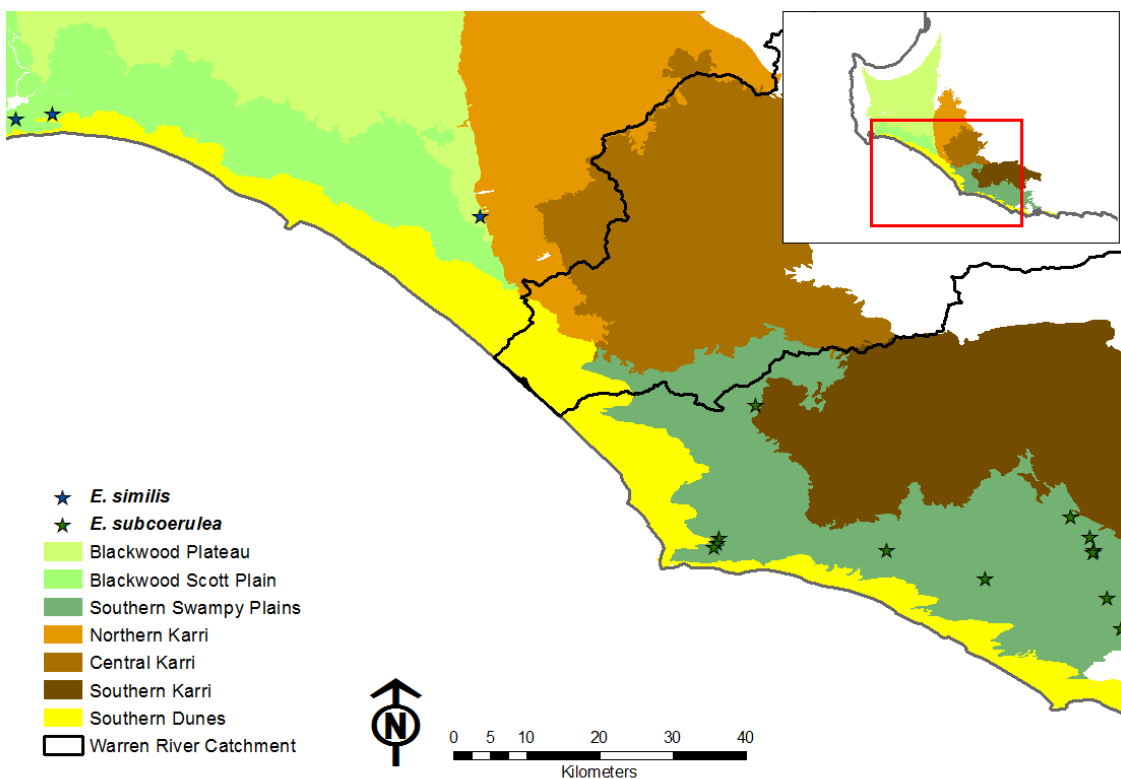 E. similis
E. subcoerulea
Blackwood Plateau
Blackwood Scott Plain
Southern Swampy Plains
Northern Karri
Central Karri
Southern Karri
Southern Dunes
Warren River Catchment
N
0 5 10 20 30 40
Kilometers